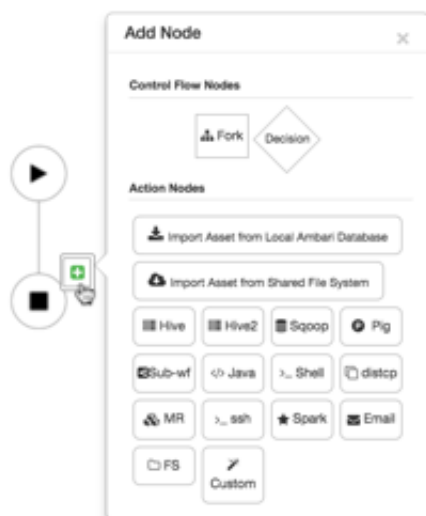 Add Node
Control Flow Nodes
Fork
Decision
Action Nodes
Import Asset from Local Ambari Database
Import Asset from Shared File System
Hive Hive2 Sqoop Pig
Sub-wf </> Java >_ Shell distcp
MR >_ ssh Spark Email
FS Custom